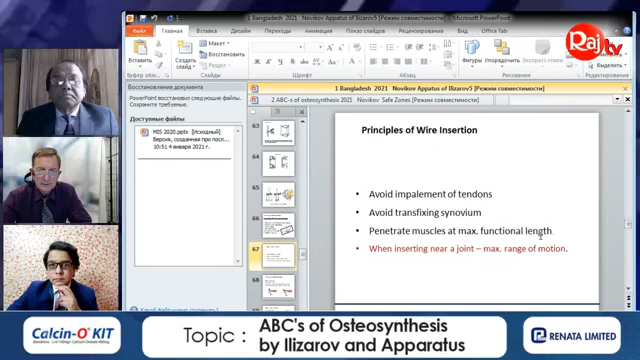 1 Bangladesh 2021 Novikov Appatus of Ilizarov5 [Режим совместимости] - Microsoft PowerPoint
Файл
Главная
Вставка
Дизайн
Переходы
Анимация
Вид
Office Tab
Raj.tv
Вставить
Создать слайд
Макет
Восстановить
Раздел
Фигуры
Упорядочить
Выделить
Буфер обмена
Слайды
Шрифт
Абзац
Рисование
Редактирование
Восстановление документа
PowerPoint восстановил следующие файлы.
Сохраните требуемые.
Доступные файлы
MIS 2020.pptx [Исходный]
Версия, созданная при посл...
10:51 4 января 2021 г.
1 Bangladesh 2021 Novikov Appatus of Ilizarov5 [Режим совместимости]
2 ABC-s of osteosynthesis 2021 Novikov Safe Zones [Режим совместимости]
63
64
65
66
67
68
Principles of Wire Insertion
Avoid impalement of tendons
Avoid transfixing synovium
Penetrate muscles at max. functional length.
When inserting near a joint – max. range of motion.
Calcin-O KIT
Topic :
ABC's of Osteosynthesis
by Ilizarov and Apparatus
RENATA LIMITED